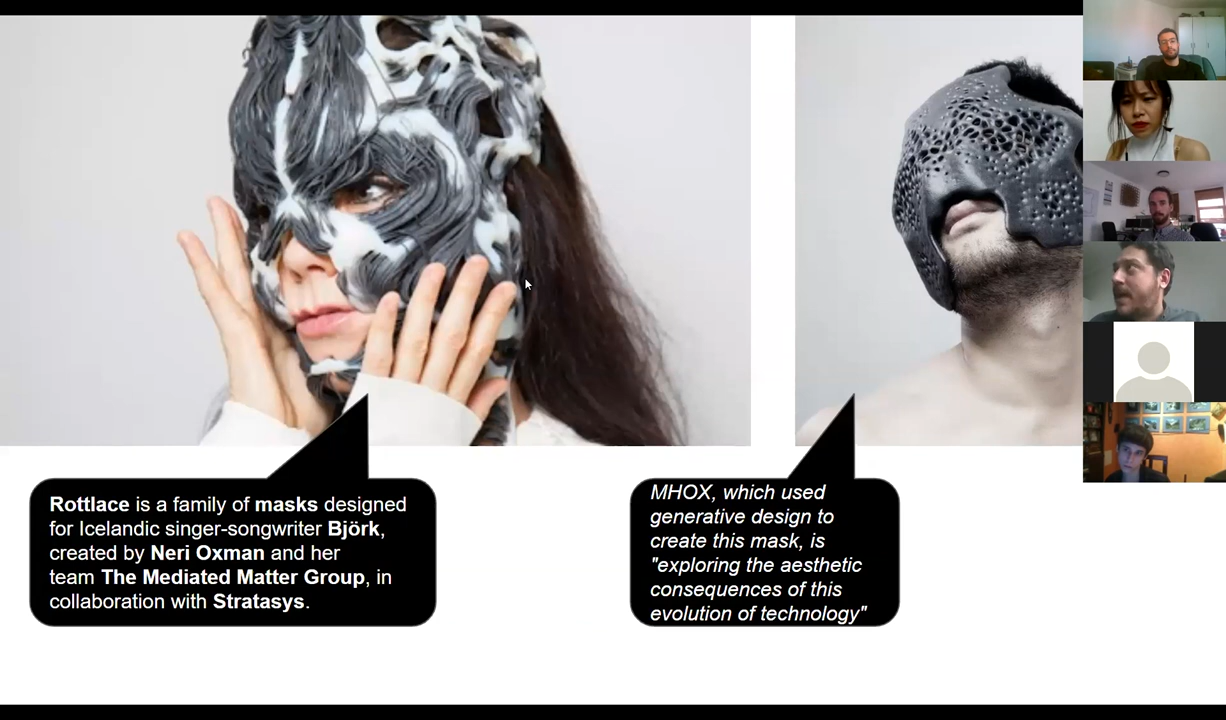 Rottlace is a family of masks designed
for Icelandic singer-songwriter Björk,
created by Neri Oxman and her
team The Mediated Matter Group, in
collaboration with Stratasys.
MHOX, which used
generative design to
create this mask, is
"exploring the aesthetic
consequences of this
evolution of technology"